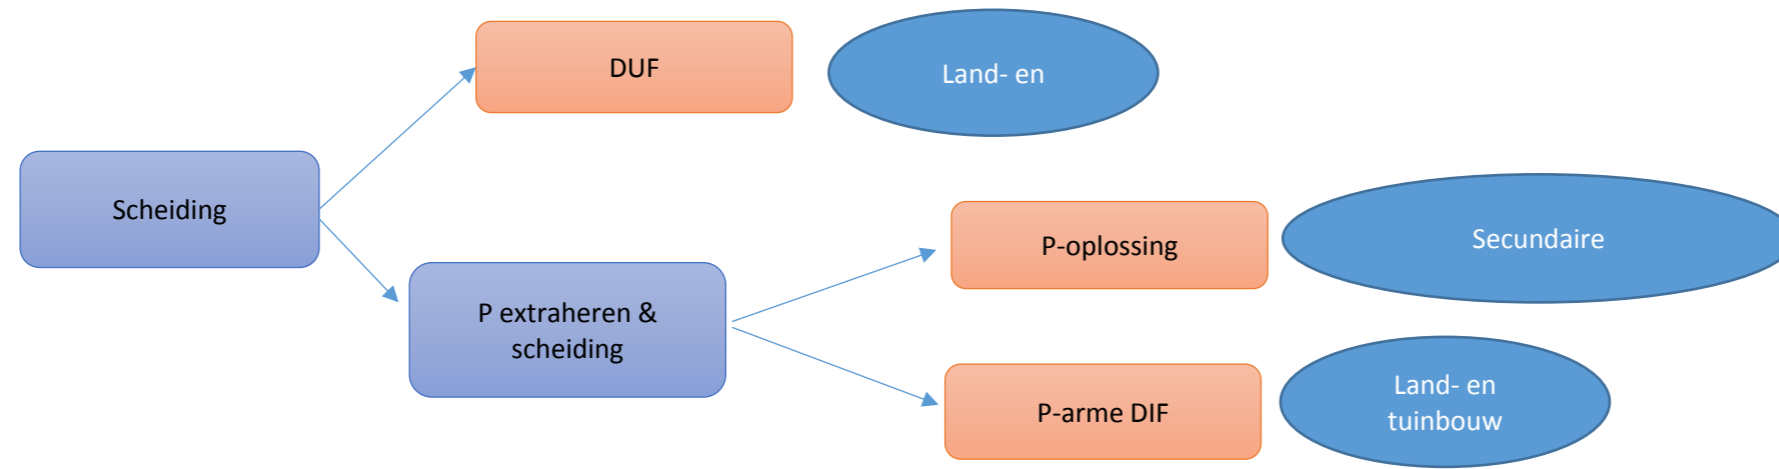 DUF
Land- en
Scheiding
P-oplossing
Secundaire
P extraheren &
scheiding
P-arme DIF
Land- en
tuinbouw